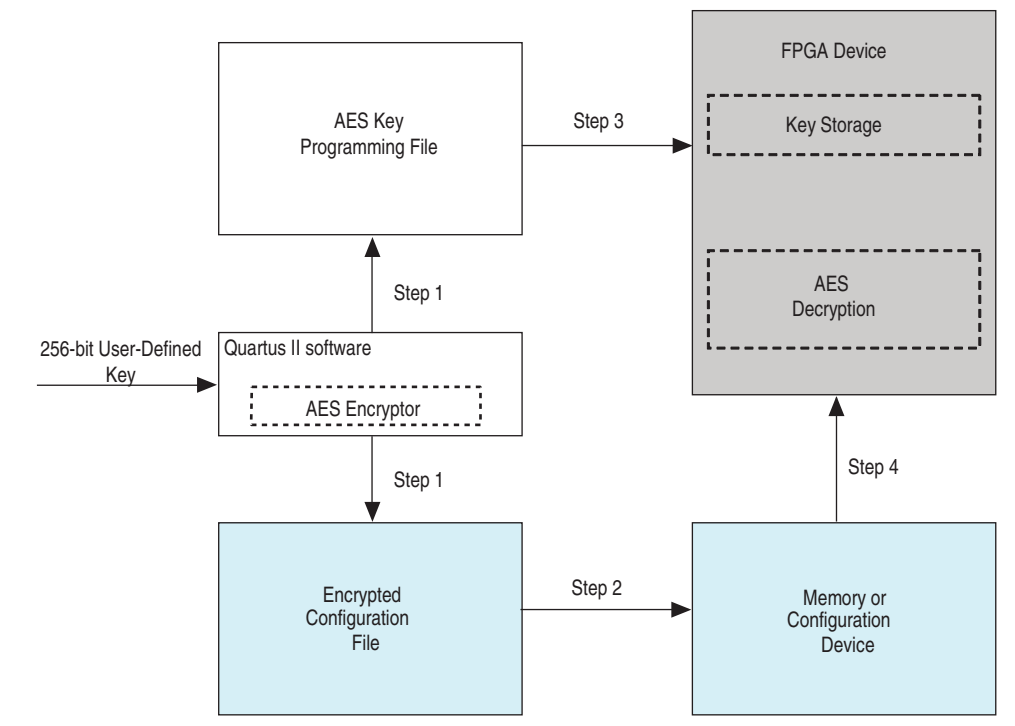 FPGA Device
AES Key
Programming File
Step 3
Key Storage
Step 1
AES
Decryption
256-bit User-Defined
Key
Quartus II software
AES Encryptor
Step 1
Step 4
Encrypted
Configuration
File
Step 2
Memory or
Configuration
Device